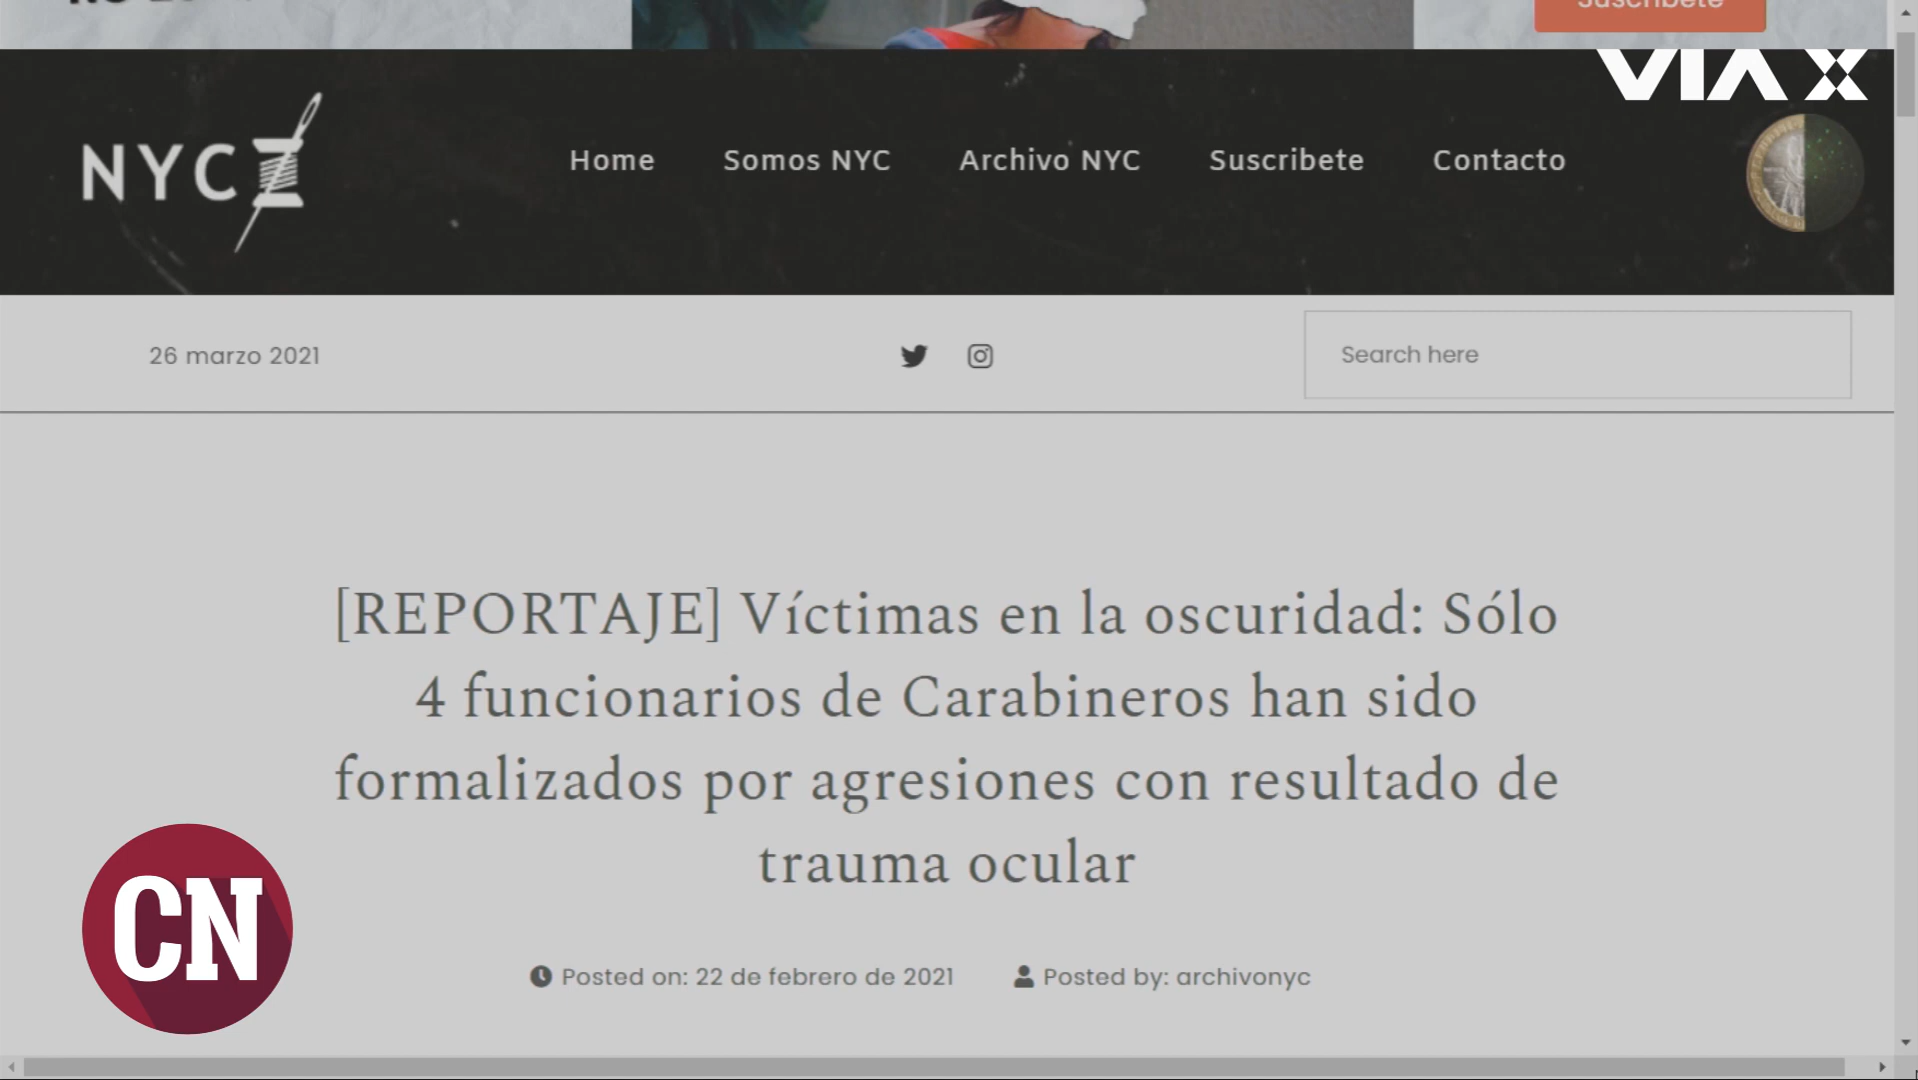 Suscribete
VIA X
NYC
Home
Somos NYC
Archivo NYC
Suscribete
Contacto
26 marzo 2021
Search here
[REPORTAJE] Víctimas en la oscuridad: Sólo
4 funcionarios de Carabineros han sido
formalizados por agresiones con resultado de
trauma ocular
CN
Posted on: 22 de febrero de 2021
Posted by: archivonyc